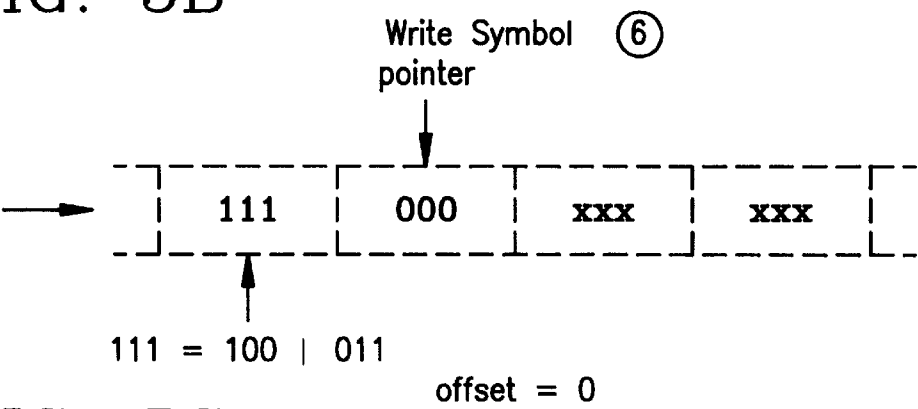 Write Symbol 6
pointer
111 000 xxx xxx
111 = 100 | 011
offset = 0